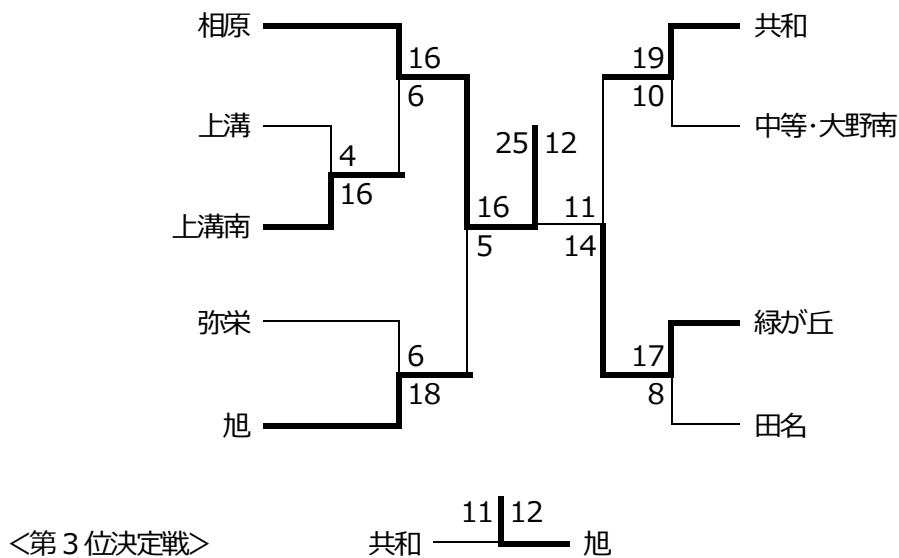 相原 共和
16 19
6 10
上溝 中等・大野南
25 12
4
16
上溝南 16 11
5 14
弥栄 緑が丘
6 17
18 8
旭 田名
11 12
＜第3位決定戦＞ 共和 旭